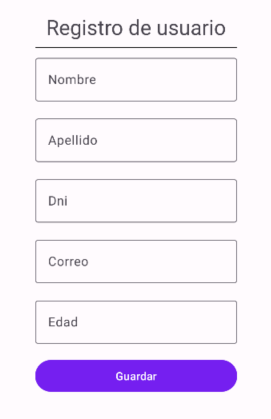 Registro de usuario
Nombre
Apellido
Dni
Correo
Edad
Guardar